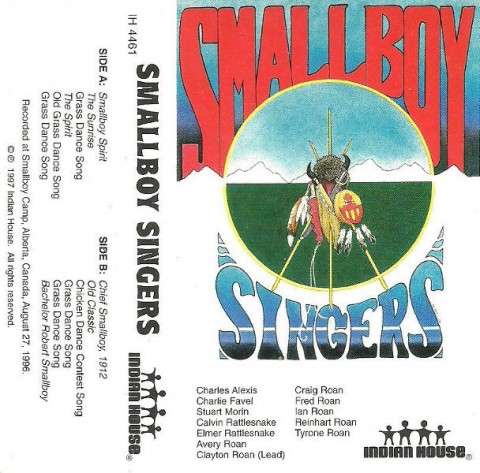 IH 4461
SMALLBOY SINGERS
SIDE A: Smallboy Spirit
The Sunrise
Grass Dance Song
The Spirit
Old Grass Dance Song
Grass Dance Song
SIDE B: Chief Smallboy, 1912
Old Classic
Chicken Dance Contest Song
Grass Dance Song
Grass Dance Song
Bachelor Robert Smallboy
Recorded at Smallboy Camp, Alberta, Canada, August 27, 1996.
©℗ 1997 Indian House. All rights reserved.
INDIAN HOUSE®
SMALLBOY
SINGERS
Charles Alexis
Charlie Favel
Stuart Morin
Calvin Rattlesnake
Elmer Rattlesnake
Avery Roan
Clayton Roan (Lead)
Craig Roan
Fred Roan
Ian Roan
Reinhart Roan
Tyrone Roan
INDIAN HOUSE®